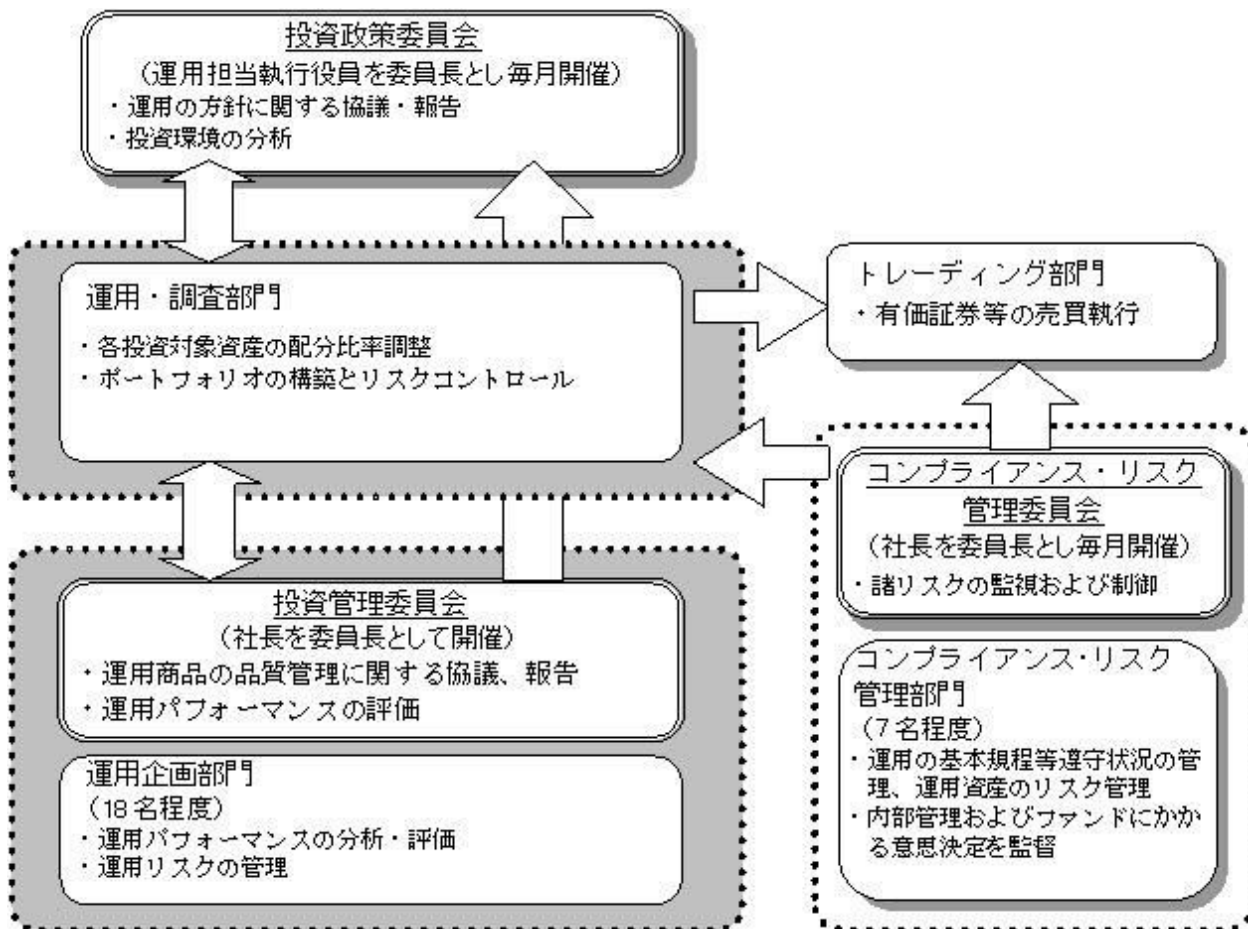 投資政策委員会
（運用担当執行役員を委員長とし毎月開催）
・運用の方針に関する協議・報告
・投資環境の分析
運用・調査部門
・各投資対象資産の配分比率調整
・ポートフォリオの構築とリスクコントロール
トレーディング部門
・有価証券等の売買執行
投資管理委員会
（社長を委員長として開催）
・運用商品の品質管理に関する協議、報告
・運用パフォーマンスの評価
運用企画部門
（18名程度）
・運用パフォーマンスの分析・評価
・運用リスクの管理
コンプライアンス・リスク
管理委員会
（社長を委員長とし毎月開催）
・諸リスクの監視および制御
コンプライアンス・リスク
管理部門
（7名程度）
・運用の基本規程等遵守状況の管
理、運用資産のリスク管理
・内部管理およびファンドにかか
る意思決定を監督